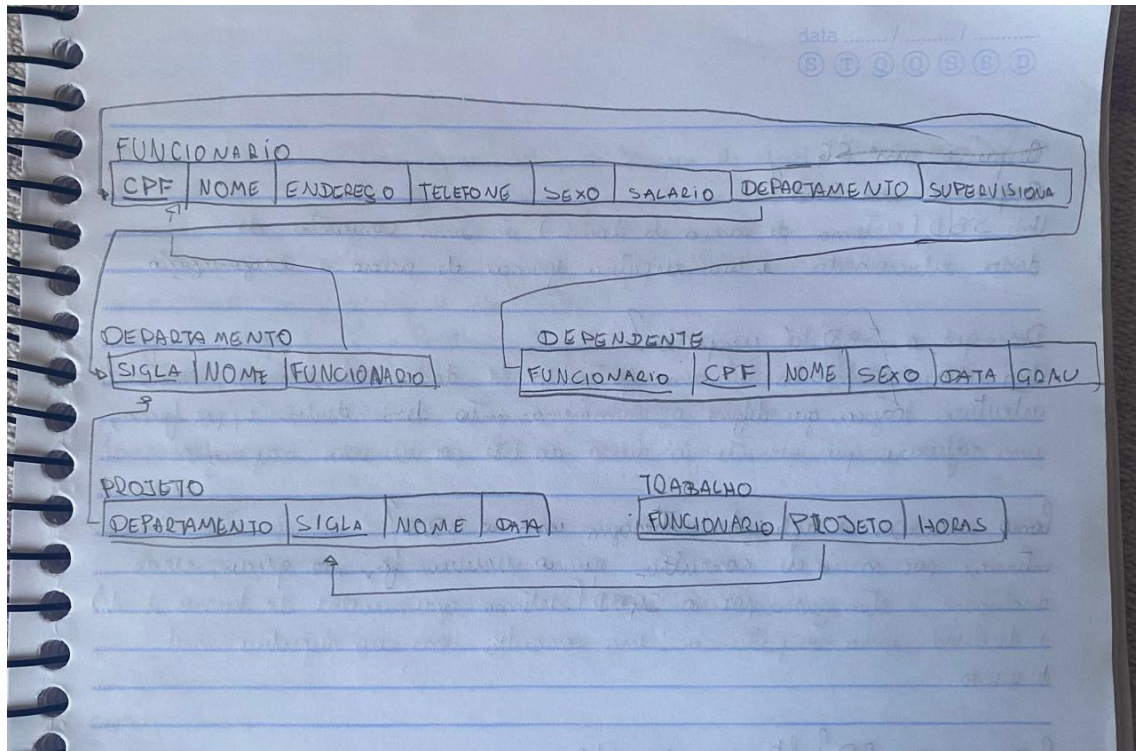 data ......./......./.......
S T Q Q S S D
FUNCIONARIO
CPF NOME ENDEREÇO TELEFONE SEXO SALARIO DEPARTAMENTO SUPERVISIONA
DEPARTAMENTO
SIGLA NOME FUNCIONARIO
DEPENDENTE
FUNCIONARIO CPF NOME SEXO DATA GRAU
PROJETO
DEPARTAMENTO SIGLA NOME DATA
TRABALHO
FUNCIONARIO PROJETO HORAS